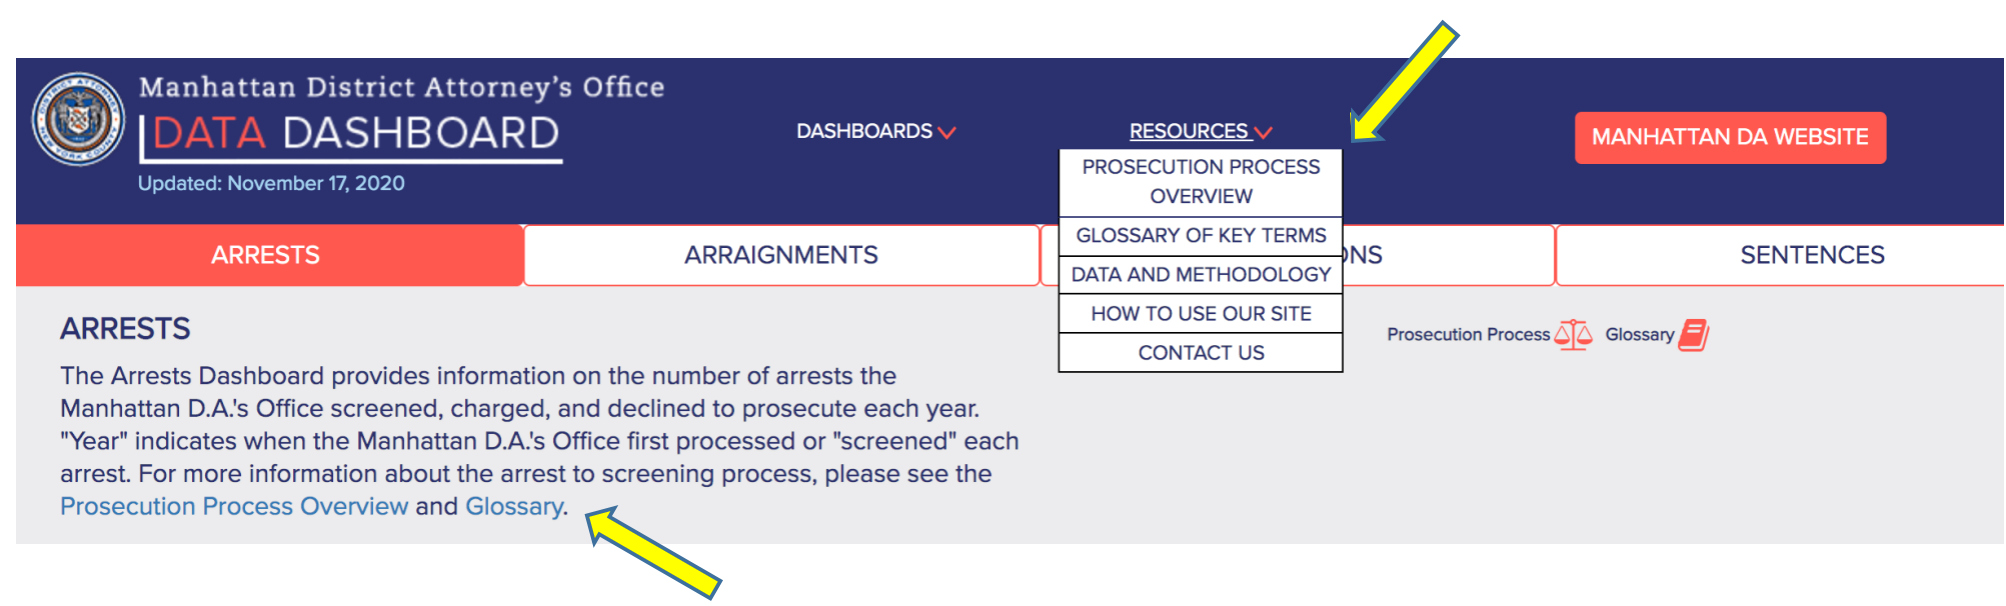 Manhattan District Attorney's Office
DATA DASHBOARD
Updated: November 17, 2020
DASHBOARDS
RESOURCES
MANHATTAN DA WEBSITE
PROSECUTION PROCESS
OVERVIEW
GLOSSARY OF KEY TERMS
DATA AND METHODOLOGY
HOW TO USE OUR SITE
CONTACT US
ARRESTS
ARRAIGNMENTS
SENTENCES
ARRESTS
Prosecution Process
Glossary
The Arrests Dashboard provides information on the number of arrests the
Manhattan D.A.'s Office screened, charged, and declined to prosecute each year.
"Year" indicates when the Manhattan D.A.'s Office first processed or "screened" each
arrest. For more information about the arrest to screening process, please see the
Prosecution Process Overview and Glossary.